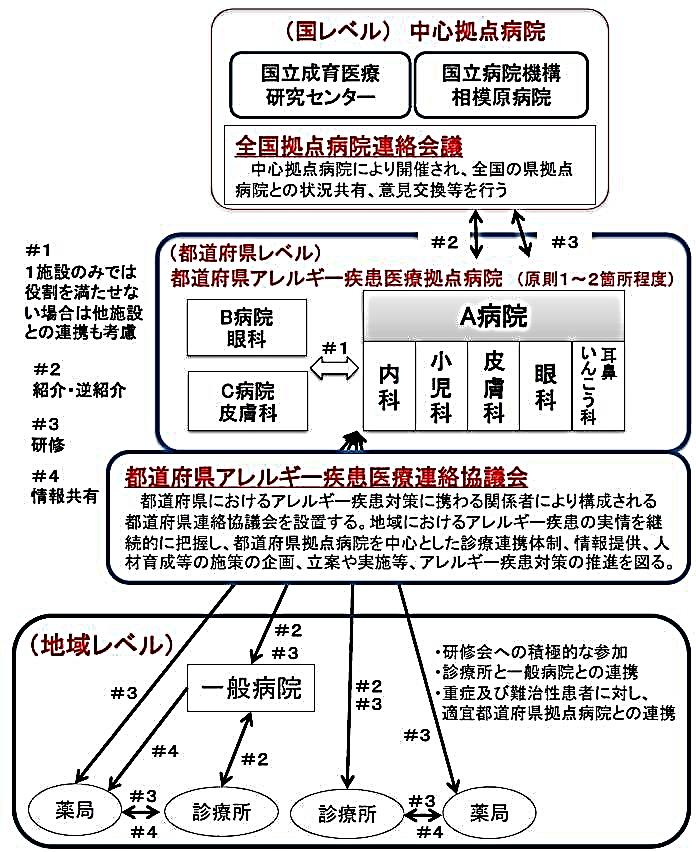 (国レベル) 中心拠点病院
国立成育医療
研究センター
国立病院機構
相模原病院
全国拠点病院連絡会議
中心拠点病院により開催され、全国の県拠点
病院との状況共有、意見交換等を行う
#2
#3
#1
1施設のみでは
役割を満たせな
い場合は他施設
との連携も考慮
#2
紹介・逆紹介
#3
研修
#4
情報共有
(都道府県レベル)
都道府県アレルギー疾患医療拠点病院 (原則1～2箇所程度)
B病院
眼科
C病院
皮膚科
#1
A病院
内科
小児科
皮膚科
眼科
耳鼻
いんこう科
都道府県アレルギー疾患医療連絡協議会
都道府県におけるアレルギー疾患対策に携わる関係者により構成される
都道府県連絡協議会を設置する。地域におけるアレルギー疾患の実情を継
続的に把握し、都道府県拠点病院を中心とした診療連携体制、情報提供、人
材育成等の施策の企画、立案や実施等、アレルギー疾患対策の推進を図る。
(地域レベル)
#2
#3
・研修会への積極的な参加
・診療所と一般病院との連携
・重症及び難治性患者に対し、
適宜都道府県拠点病院との連携
#3
一般病院
#2
#3
#4
#2
#3
薬局
#3
#4
診療所
診療所
#3
#4
薬局